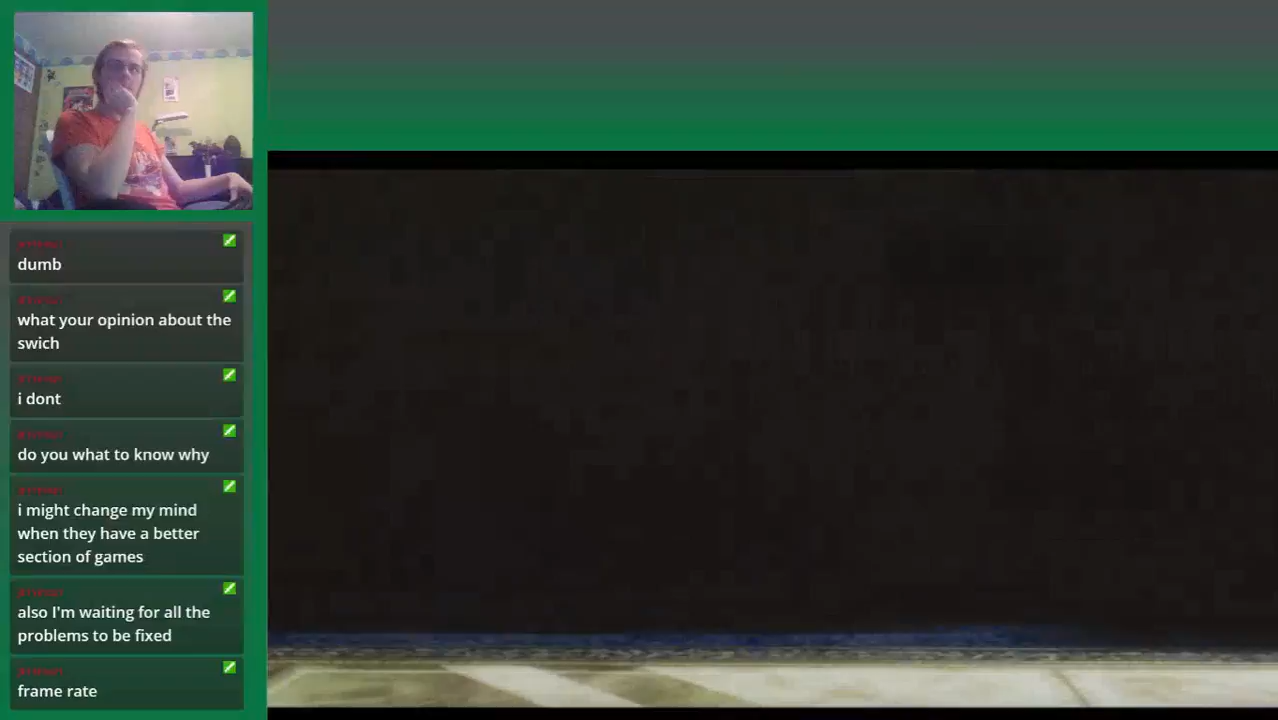 dumb
what your opinion about the
swich
i dont
do you what to know why
i might change my mind
when they have a better
section of games
also I'm waiting for all the
problems to be fixed
frame rate